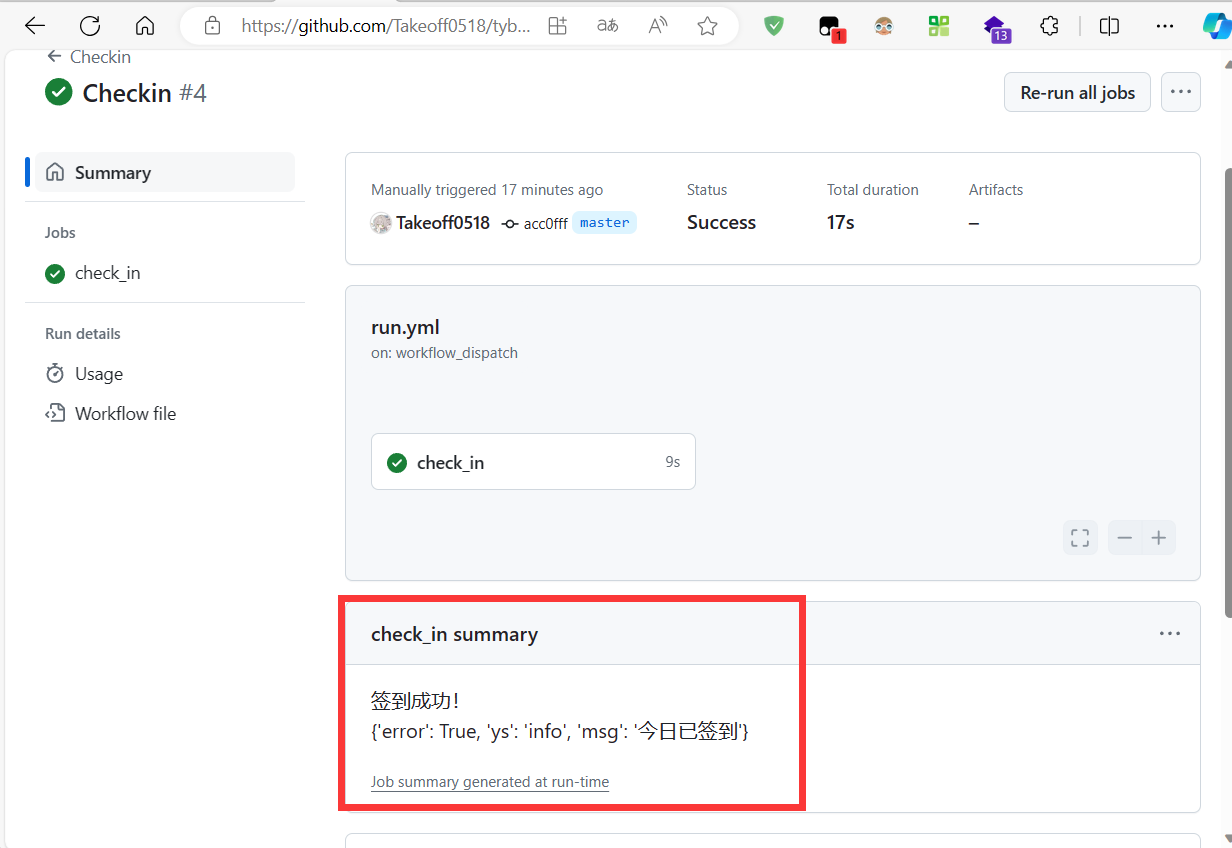 https://github.com/Takeoff0518/tyb...
あ
1
13
Checkin
Checkin #4
Re-run all jobs
Summary
Manually triggered 17 minutes ago
Status
Total duration
Artifacts
Takeoff0518
acc0fff
master
Success
17s
–
Jobs
check_in
Run details
Usage
Workflow file
run.yml
on: workflow_dispatch
check_in
9s
check_in summary
签到成功!
{'error': True, 'ys': 'info', 'msg': '今日已签到'}
Job summary generated at run-time